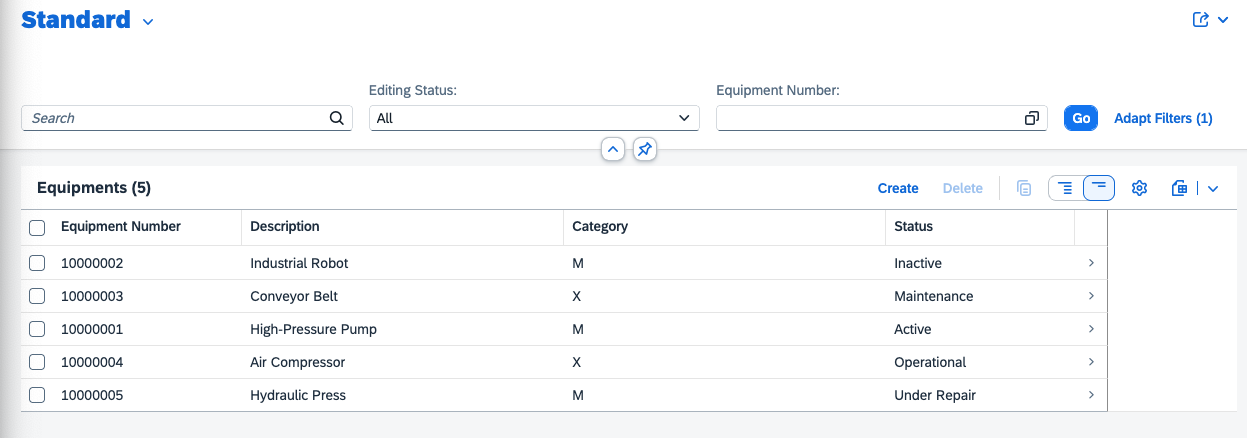 Standard
Editing Status:
Equipment Number:
Search
All
Go
Adapt Filters (1)
Equipments (5)
Create
Delete
Equipment Number Description Category Status
10000002 Industrial Robot M Inactive
10000003 Conveyor Belt X Maintenance
10000001 High-Pressure Pump M Active
10000004 Air Compressor X Operational
10000005 Hydraulic Press M Under Repair